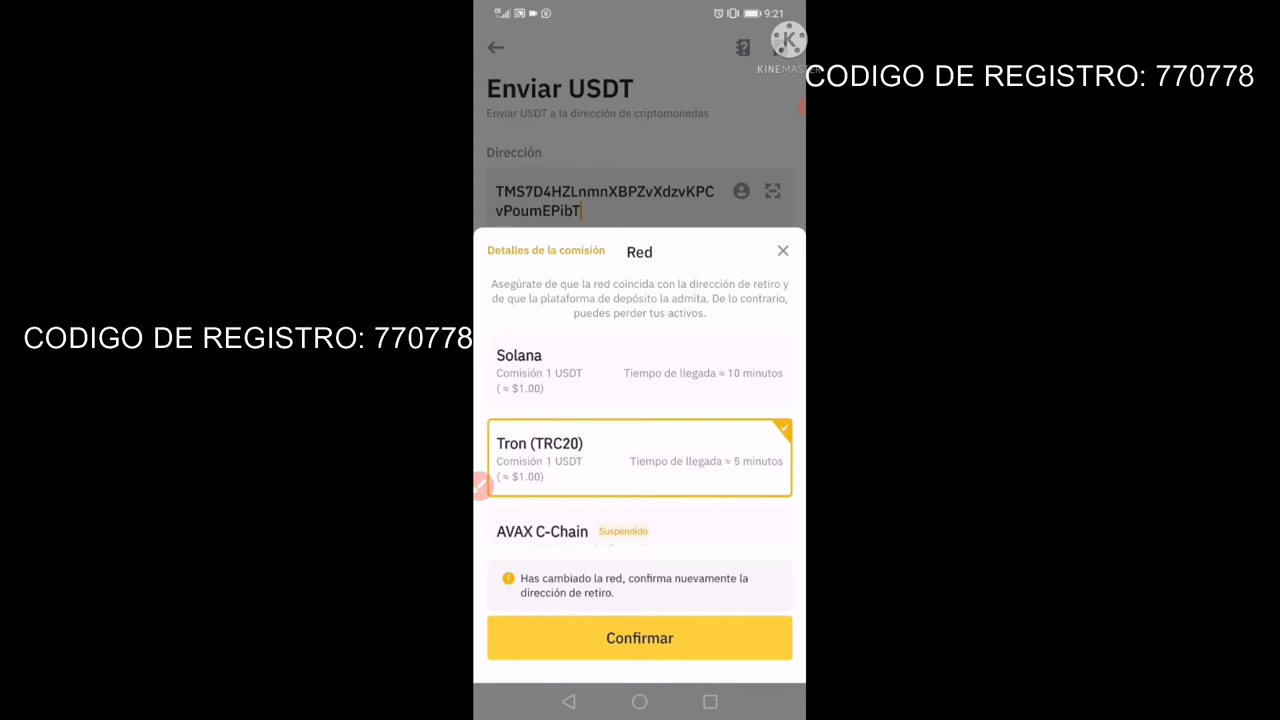 9:21
KINEMASTER
CODIGO DE REGISTRO: 770778
Enviar USDT
Enviar USDT a la dirección de criptomonedas
Dirección
TMS7D4HZLnmnXBPZvXdzvKPC
vPoumEPibT
Detalles de la comisión
Red
Asegúrate de que la red coincida con la dirección de retiro y
de que la plataforma de depósito la admita. De lo contrario,
puedes perder tus activos.
CODIGO DE REGISTRO: 770778
Solana
Comisión 1 USDT
Tiempo de llegada ≈ 10 minutos
( ≈ $1.00)
Tron (TRC20)
Comisión 1 USDT
Tiempo de llegada ≈ 5 minutos
( ≈ $1.00)
AVAX C-Chain
Suspendido
Has cambiado la red, confirma nuevamente la
dirección de retiro.
Confirmar